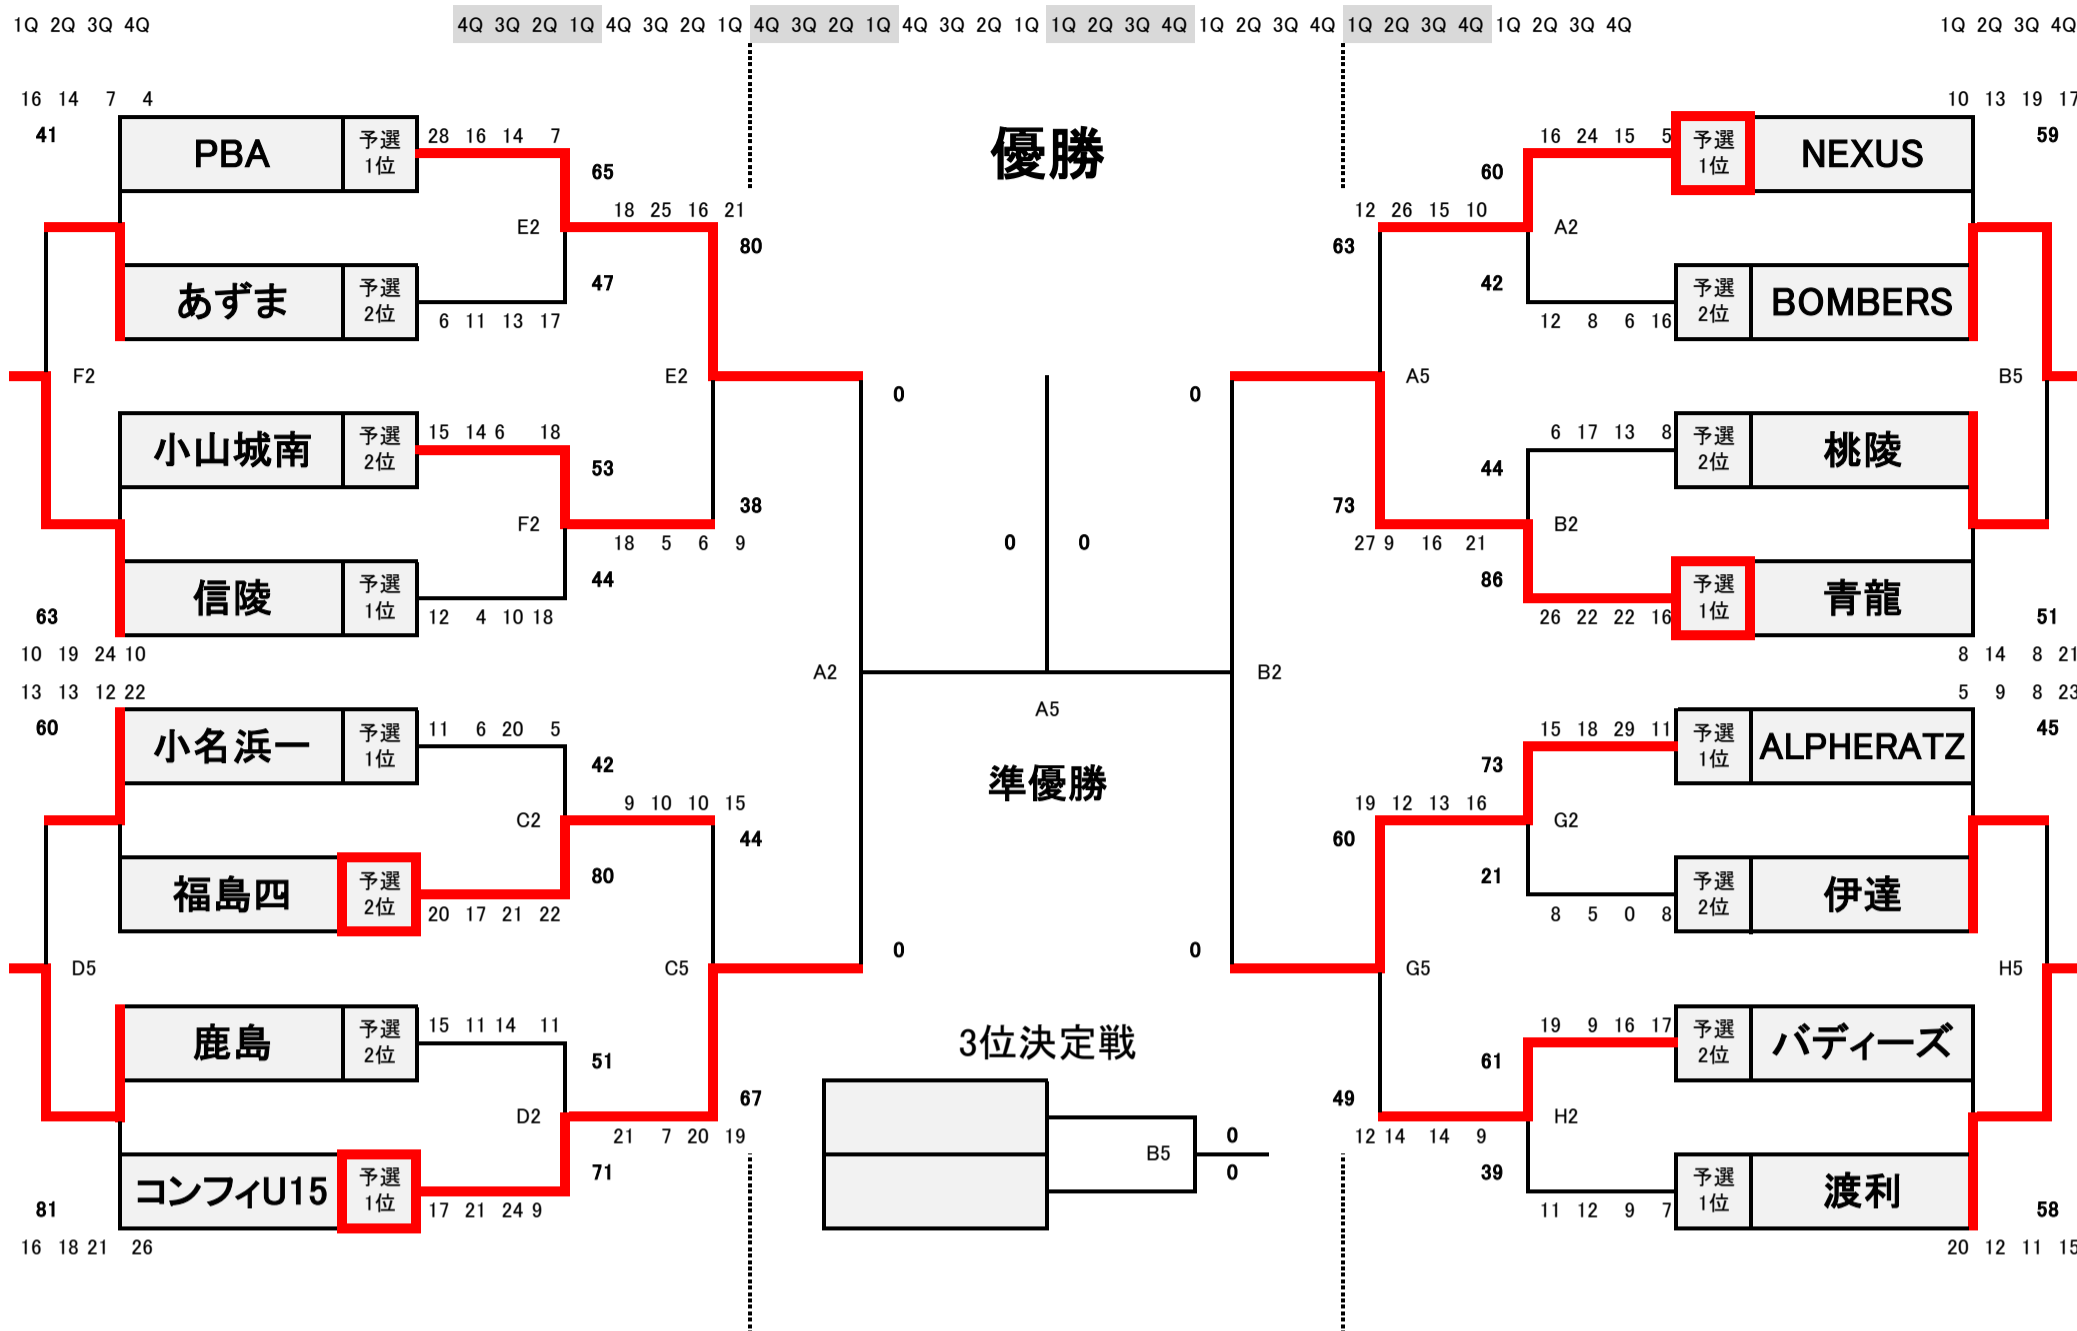 1Q 2Q 3Q 4Q 4Q 3Q 2Q 1Q 4Q 3Q 2Q 1Q 4Q 3Q 2Q 1Q 4Q 3Q 2Q 1Q 1Q 2Q 3Q 4Q 1Q 2Q 3Q 4Q 1Q 2Q 3Q 4Q 1Q 2Q 3Q 4Q 1Q 2Q 3Q 4Q
16 14 7 4 10 13 19 17
41 PBA 予選 1位 28 16 14 7 優勝 16 24 15 5 予選 1位 NEXUS 59
65 60
18 25 16 21 12 26 15 10
E2 80 63 A2
47 42
あずま 予選 2位 6 11 13 17 12 8 6 16 予選 2位 BOMBERS
F2 E2 0 0 A5 B5
小山城南 予選 2位 15 14 6 18 6 17 13 8 予選 2位 桃陵
53 44
38 73
F2 B2
18 5 6 9 0 0 27 9 16 21
44 86
信陵 予選 1位 12 4 10 18 26 22 22 16 予選 1位 青龍
63 51
10 19 24 10 8 14 8 21
A2 B2
13 13 12 22 5 9 8 23
A5
60 小名浜一 予選 1位 11 6 20 5 15 18 29 11 予選 1位 ALPHERATZ 45
42 準優勝 73
9 10 10 15 19 12 13 16
C2 44 60 G2
80 21
福島四 予選 2位 20 17 21 22 8 5 0 8 予選 2位 伊達
0 0
D5 C5 G5 H5
鹿島 予選 2位 15 11 14 11 3位決定戦 19 9 16 17 予選 2位 バディーズ
51 61
67 49
D2 H2
21 7 20 19 0 12 14 14 9
B5
71 0 39
コンフィU15 予選 1位 17 21 24 9 11 12 9 7 予選 1位 渡利
81 58
16 18 21 26 20 12 11 15